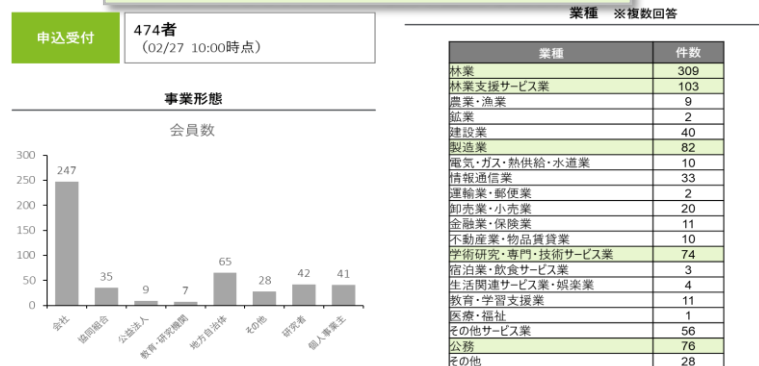 業種　※複数回答
申込受付
474者
（02/27 10:00時点）
事業形態
会員数
300
250
200
150
100
50
0
247
35
9
7
65
28
42
41
会社
協同組合
公益法人
教育・研究機関
地方自治体
その他
研究者
個人事業主
業種 件数
林業 309
林業支援サービス業 103
農業・漁業 9
鉱業 2
建設業 40
製造業 82
電気・ガス・熱供給・水道業 10
情報通信業 33
運輸業・郵便業 2
卸売業・小売業 20
金融業・保険業 11
不動産業・物品賃貸業 10
学術研究・専門・技術サービス業 74
宿泊業・飲食サービス業 3
生活関連サービス業・娯楽業 4
教育・学習支援業 11
医療・福祉 1
その他サービス業 56
公務 76
その他 28